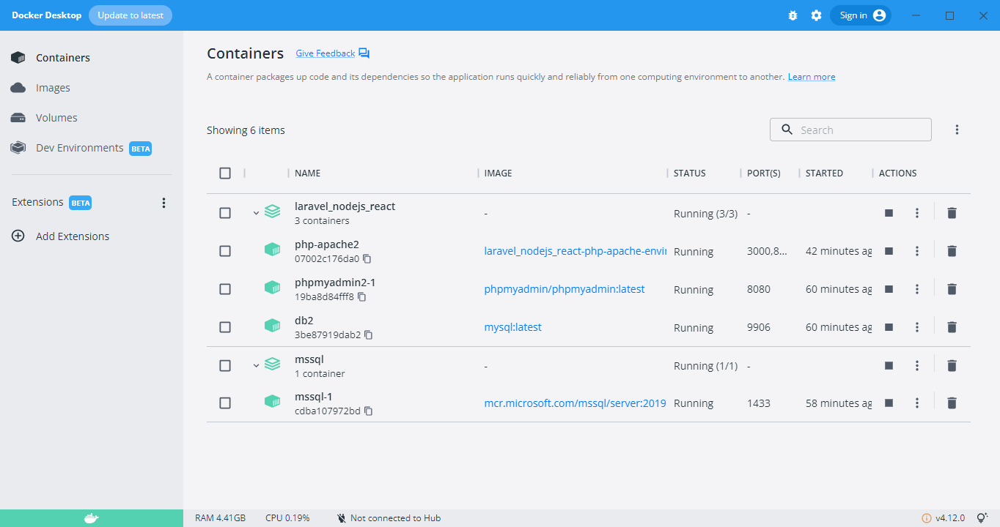 Docker Desktop Update to latest Sign in
Containers
Images
Volumes
Dev Environments BETA
Extensions BETA
Add Extensions
Containers Give Feedback
A container packages up code and its dependencies so the application runs quickly and reliably from one computing environment to another. Learn more
Showing 6 items Search
NAME IMAGE STATUS PORT(S) STARTED ACTIONS
laravel_nodejs_react - Running (3/3) -
3 containers
php-apache2 laravel_nodejs_react-php-apache-envir Running 3000,8... 42 minutes ag
07002c176da0
phpmyadmin2-1 phpmyadmin/phpmyadmin:latest Running 8080 60 minutes ag
19ba8d84fff8
db2 mysql:latest Running 9906 60 minutes ag
3be87919dab2
mssql - Running (1/1) -
1 container
mssql-1 mcr.microsoft.com/mssql/server:2019 Running 1433 58 minutes ag
cdba107972bd
RAM 4.41GB CPU 0.19% Not connected to Hub v4.12.0